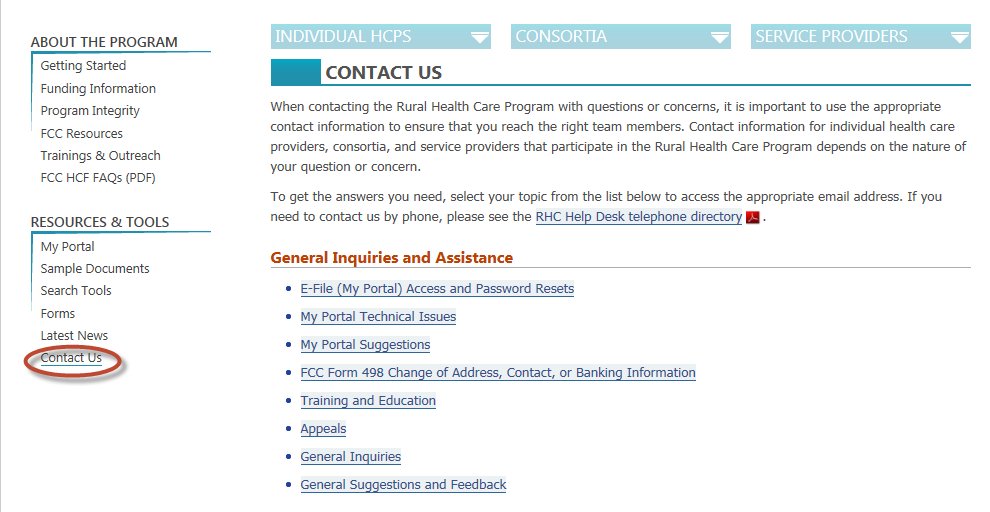 ABOUT THE PROGRAM
Getting Started
Funding Information
Program Integrity
FCC Resources
Trainings & Outreach
FCC HCF FAQs (PDF)
RESOURCES & TOOLS
My Portal
Sample Documents
Search Tools
Forms
Latest News
Contact Us
INDIVIDUAL HCPS
CONSORTIA
SERVICE PROVIDERS
CONTACT US
When contacting the Rural Health Care Program with questions or concerns, it is important to use the appropriate
contact information to ensure that you reach the right team members. Contact information for individual health care
providers, consortia, and service providers that participate in the Rural Health Care Program depends on the nature of
your question or concern.
To get the answers you need, select your topic from the list below to access the appropriate email address. If you
need to contact us by phone, please see the RHC Help Desk telephone directory .
General Inquiries and Assistance
E-File (My Portal) Access and Password Resets
My Portal Technical Issues
My Portal Suggestions
FCC Form 498 Change of Address, Contact, or Banking Information
Training and Education
Appeals
General Inquiries
General Suggestions and Feedback